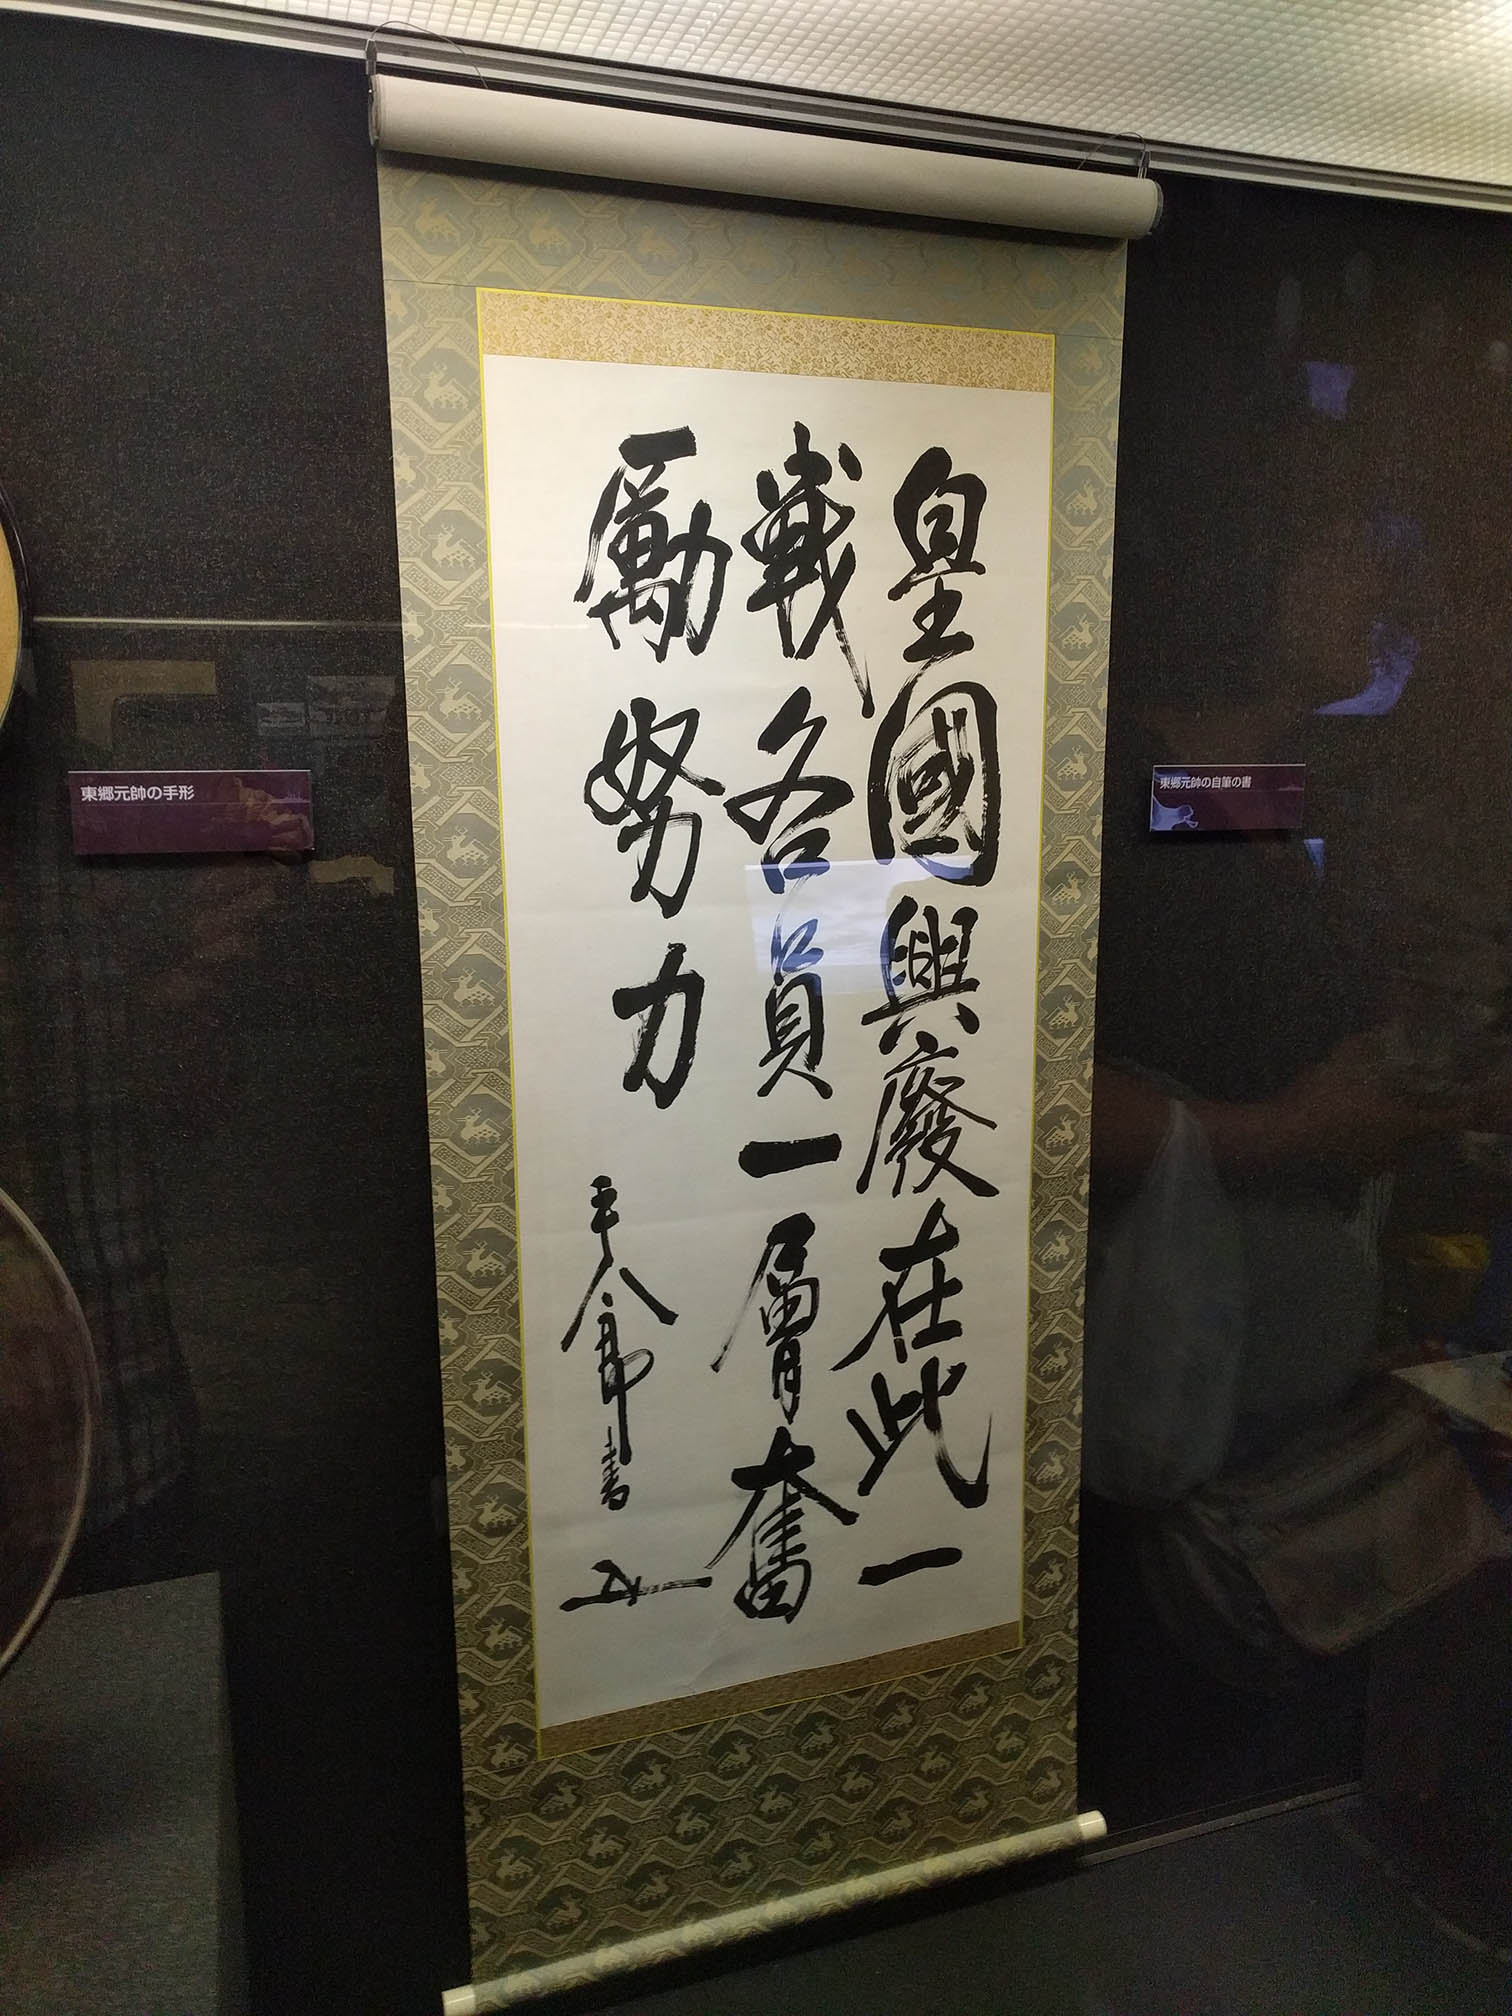 皇國興廢在此一
戰各員一層奮
勵努力
平八郎書
東郷元帥の手形
東郷元帥の自筆の書